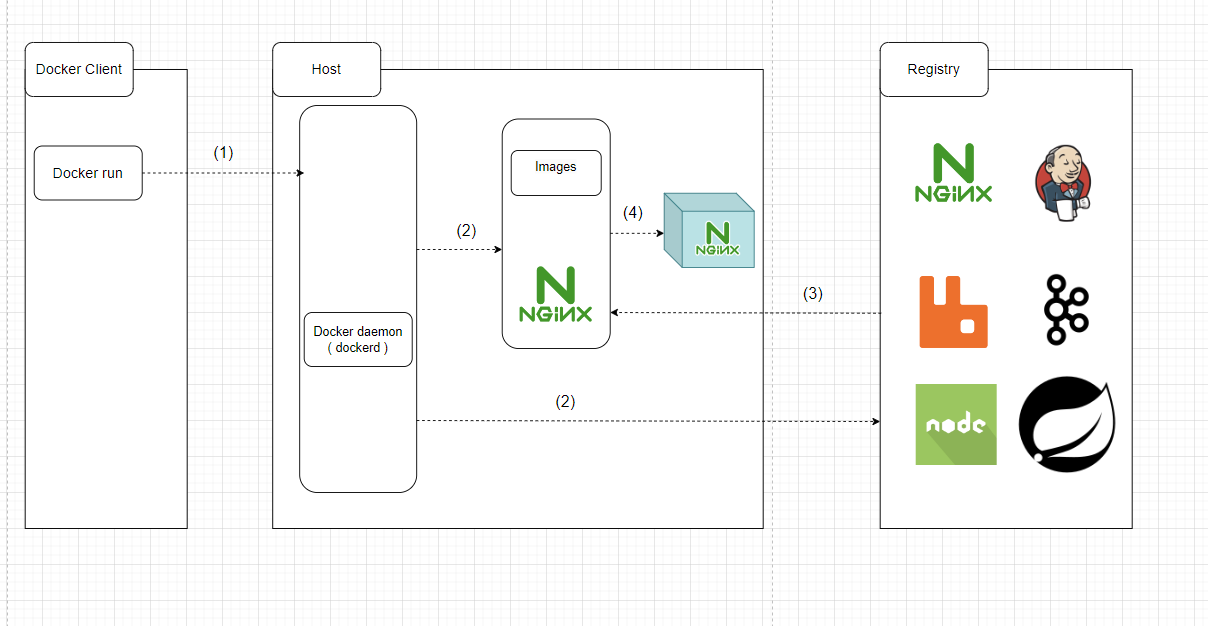 Docker Client
Host
Registry
Docker run
(1)
(2)
Images
(4)
NGINX
NGINX
NGINX
(3)
Docker daemon
( dockerd )
(2)
node